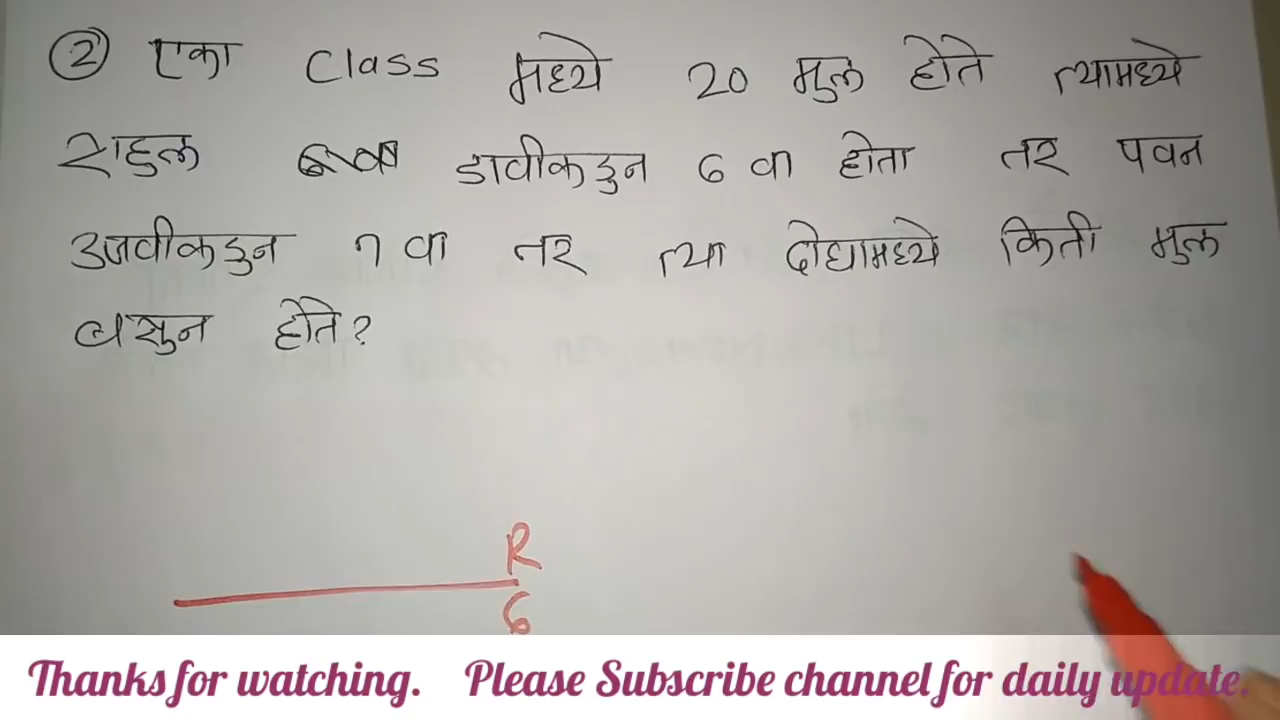 ② एका Class मध्ये 20 मुल होते त्यामध्ये
राहुल डावीकडुन 6 वा होता तर पवन
उजवीकडुन 7 वा तर त्या दोघामध्ये किती मुल
बसुन होते?
R
6
Thanks for watching. Please Subscribe channel for daily update.